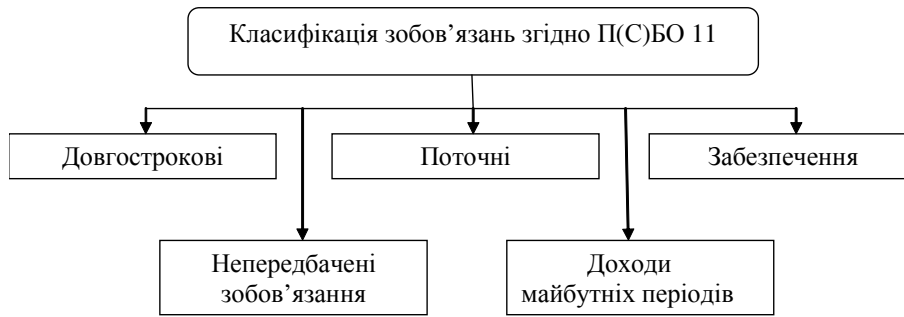 Класифікація зобов’язань згідно П(С)БО 11
Довгострокові
Поточні
Забезпечення
Непередбачені
зобов’язання
Доходи
майбутніх періодів